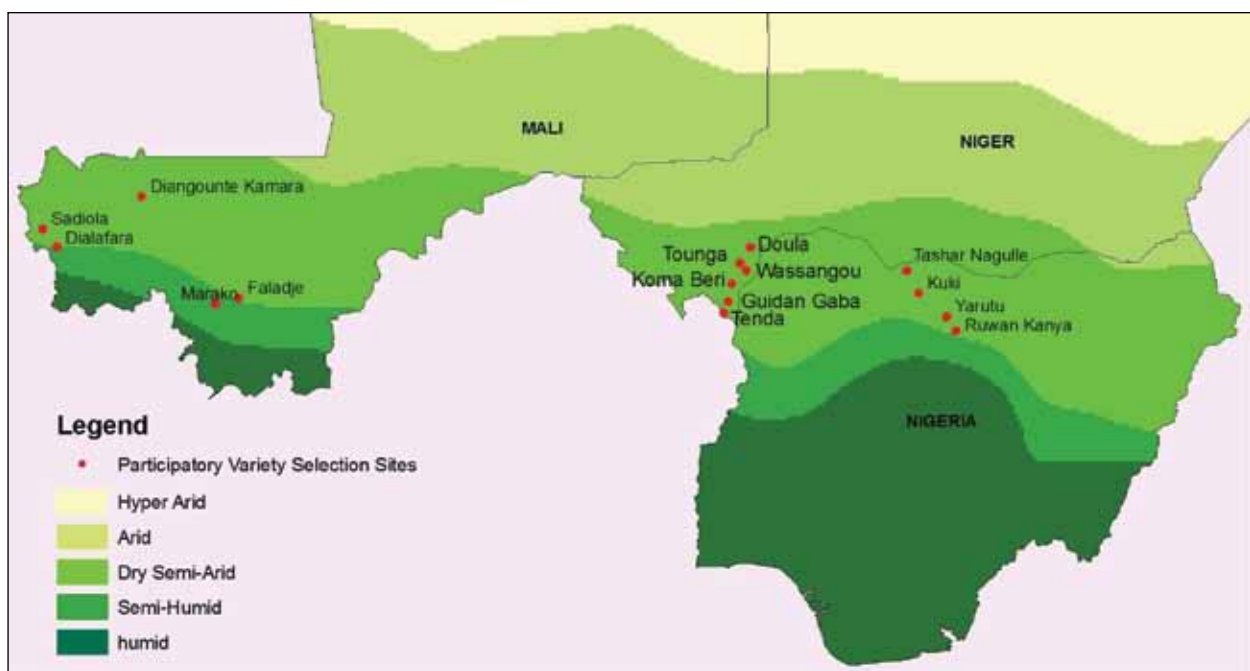 MALI
NIGER
Diangounte Kamara
Sadiola
Dialafara
Marako
Faladje
Tounga
Doula
Wassangou
Koma Beri
Guidan Gaba
Tenda
Tashar Nagulle
Kuki
Yarutu
Ruwan Kanya
NIGERIA
Legend
Participatory Variety Selection Sites
Hyper Arid
Arid
Dry Semi-Arid
Semi-Humid
humid